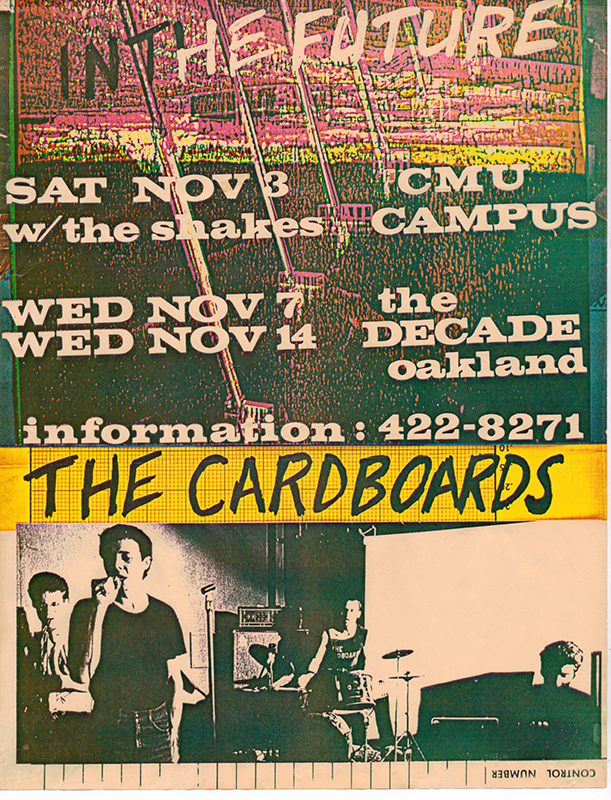 IN THE FUTURE
SAT NOV 3
w/ the shakes
CMU
CAMPUS
WED NOV 7
WED NOV 14
the
DECADE
oakland
information : 422-8271
THE CARDBOARDS
THE
CONTROL NUMBER